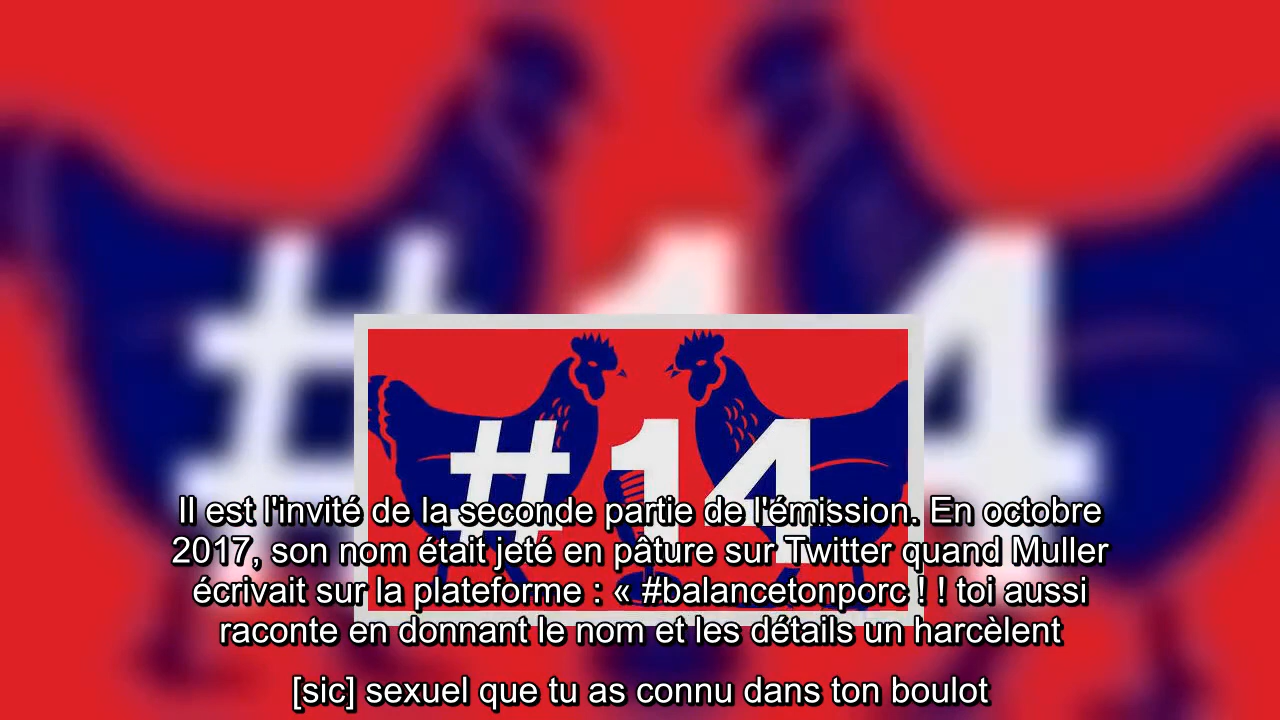 #14
#14
Il est l'invité de la seconde partie de l'émission. En octobre
2017, son nom était jeté en pâture sur Twitter quand Muller
écrivait sur la plateforme : « #balancetonporc ! ! toi aussi
raconte en donnant le nom et les détails un harcèlent
[sic] sexuel que tu as connu dans ton boulot